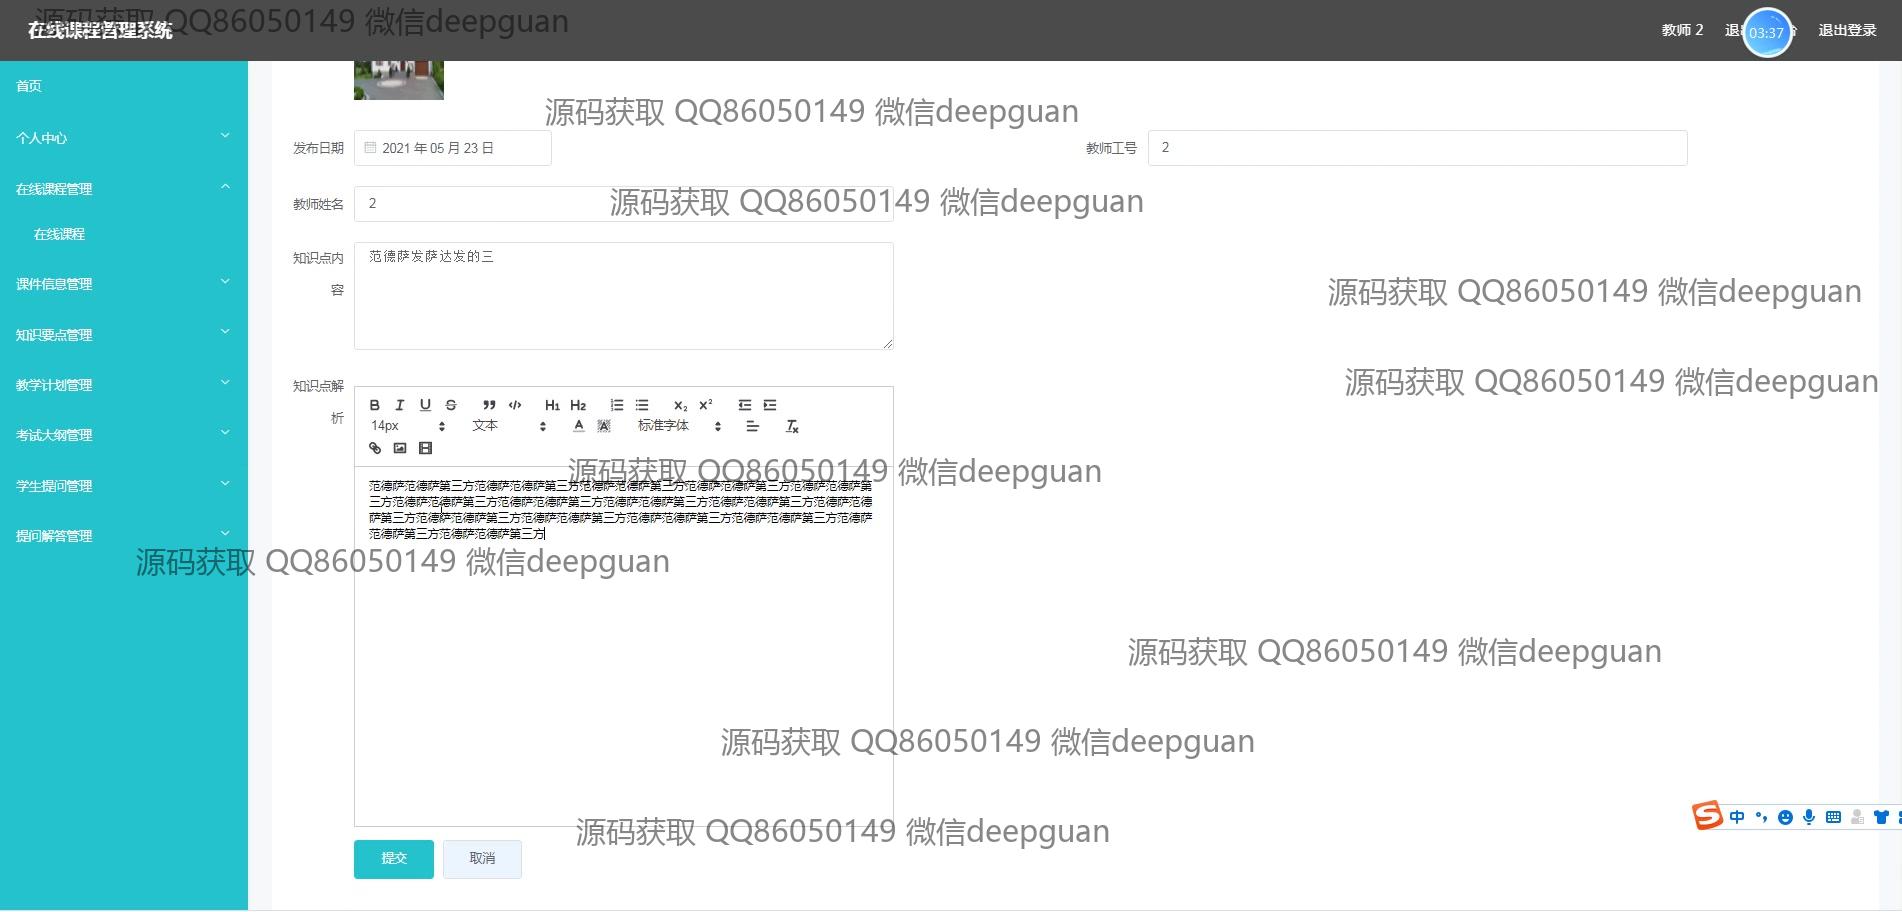 源码获取 QQ86050149 微信deepguan
在线课程管理系统
教师 2
03:37
退出登录
首页
个人中心
在线课程管理
在线课程
课件信息管理
知识要点管理
教学计划管理
考试大纲管理
学生提问管理
提问解答管理
源码获取 QQ86050149 微信deepguan
发布日期
2021 年 05 月 23 日
教师工号
2
教师姓名
2
源码获取 QQ86050149 微信deepguan
知识点内
容
范德萨发萨达发的三
源码获取 QQ86050149 微信deepguan
源码获取 QQ86050149 微信deepguan
知识点解
析
B I U S ” </> H1 H2 X₂ X²
14px 文本 A A 标准字体
源码获取 QQ86050149 微信deepguan
范德萨范德萨第三方范德萨范德萨第三方范德萨范德萨第三方范德萨范德萨第三方范德萨范德萨第
三方范德萨范德萨第三方范德萨范德萨第三方范德萨范德萨第三方范德萨范德萨第三方范德萨范德
萨第三方范德萨范德萨第三方范德萨范德萨第三方范德萨范德萨第三方范德萨范德萨第三方范德萨
范德萨第三方范德萨范德萨第三方
源码获取 QQ86050149 微信deepguan
源码获取 QQ86050149 微信deepguan
源码获取 QQ86050149 微信deepguan
源码获取 QQ86050149 微信deepguan
中
提交
取消